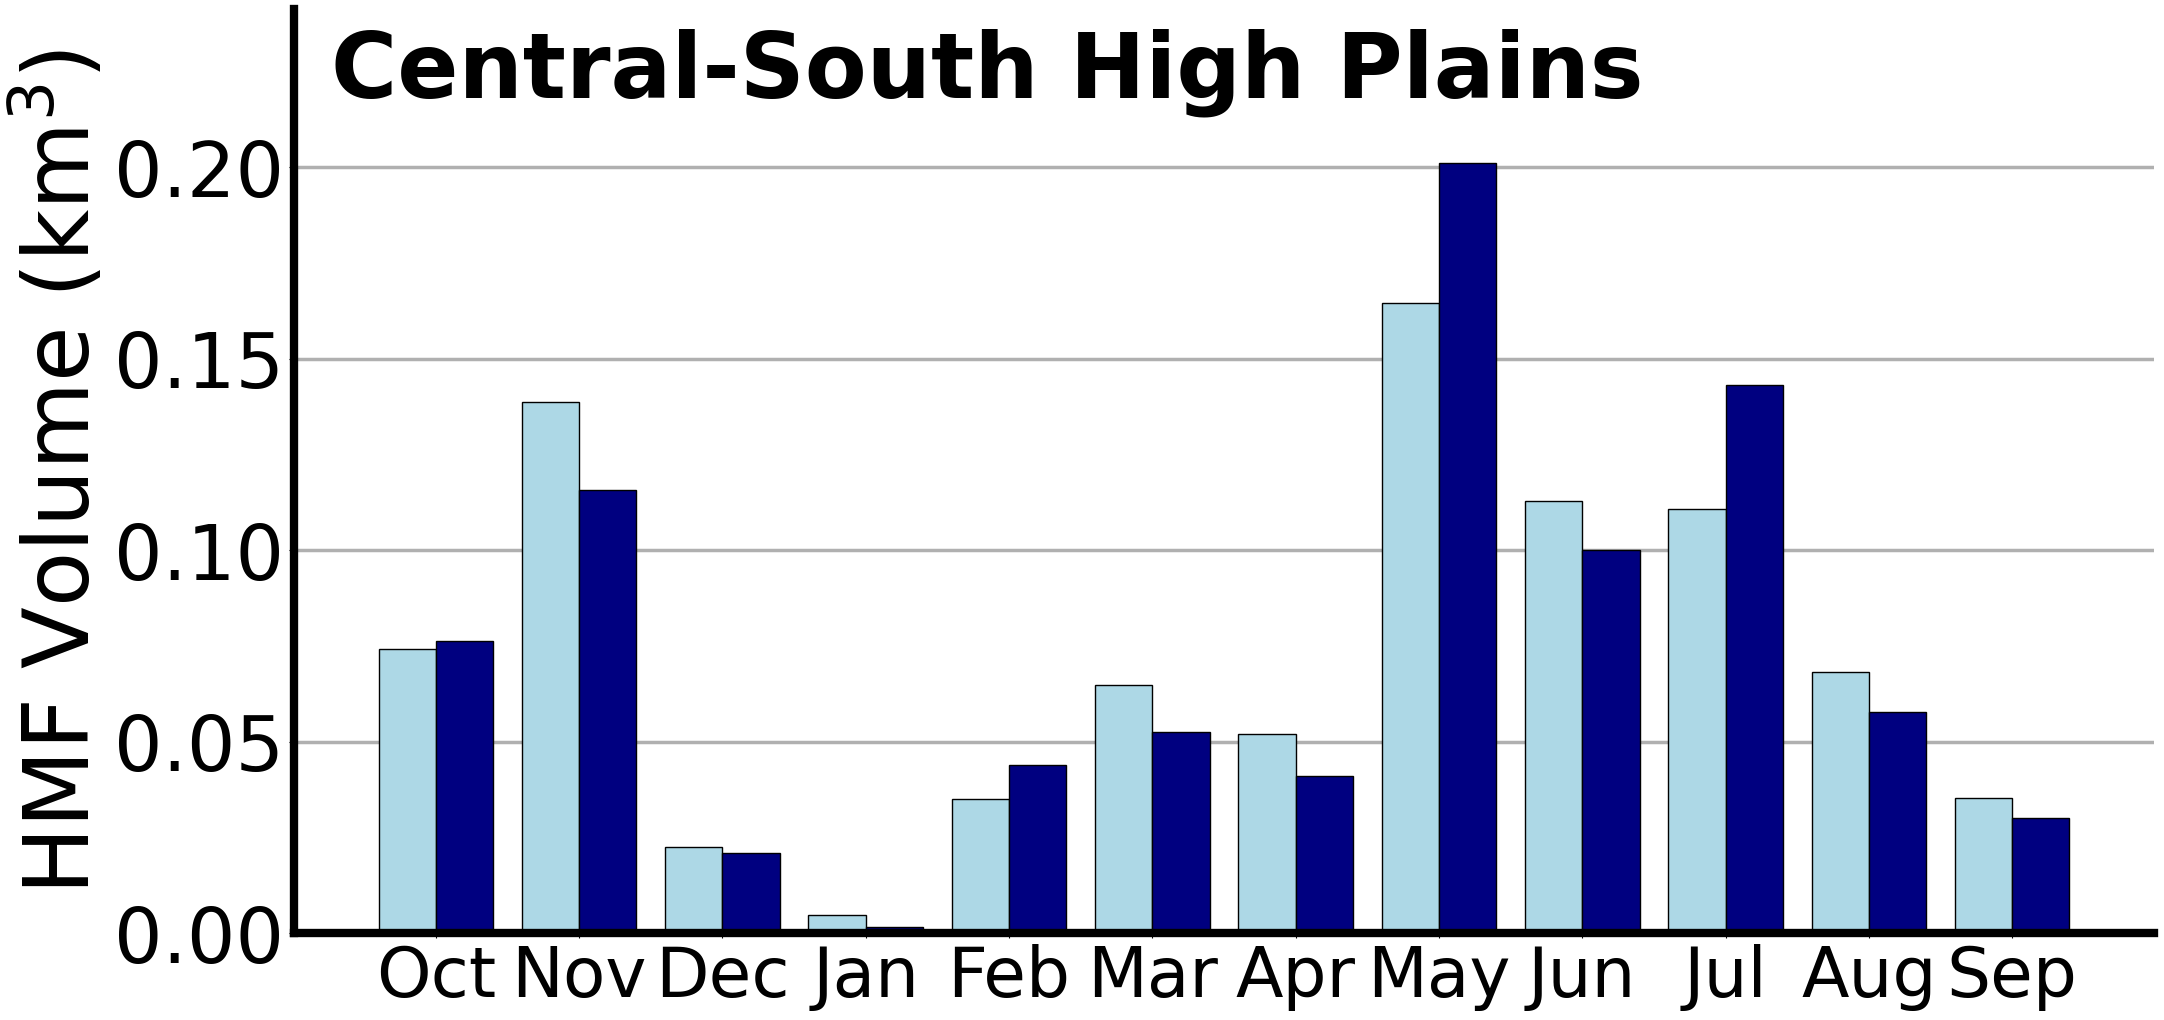 Central-South High Plains
HMF Volume (km³)
0.20
0.15
0.10
0.05
0.00
Oct Nov Dec Jan Feb Mar Apr May Jun Jul Aug Sep